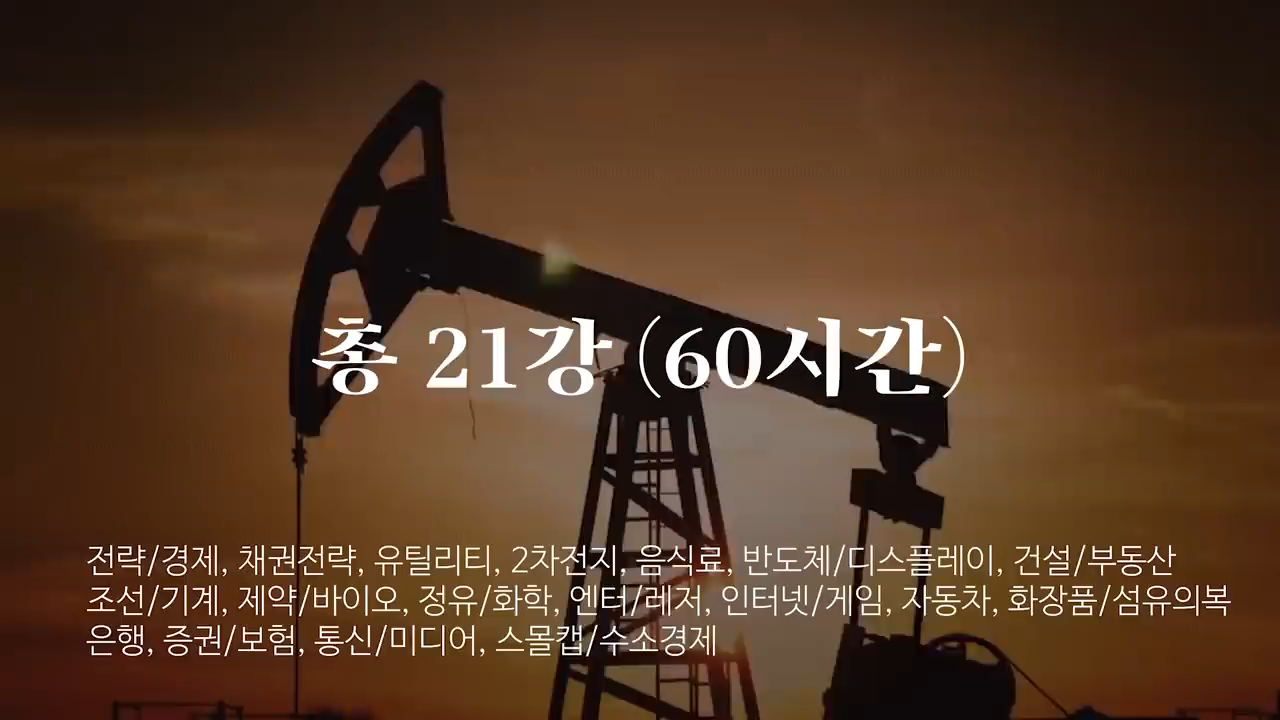 총 21강 (60시간)
전략/경제, 채권전략, 유틸리티, 2차전지, 음식료, 반도체/디스플레이, 건설/부동산
조선/기계, 제약/바이오, 정유/화학, 엔터/레저, 인터넷/게임, 자동차, 화장품/섬유의복
은행, 증권/보험, 통신/미디어, 스몰캡/수소경제